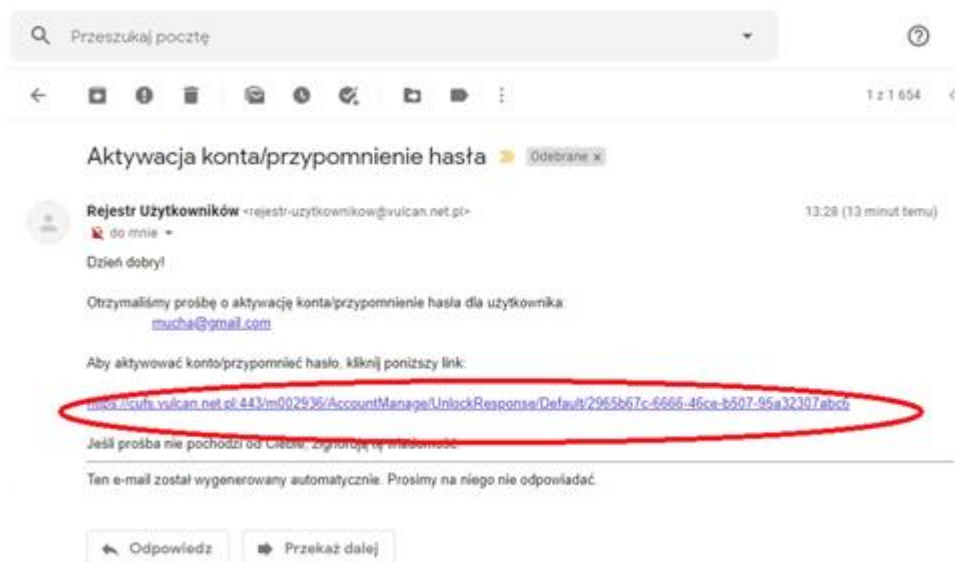 Przeszukaj pocztę
1 z 1 654
Aktywacja konta/przypomnienie hasła Odebrane x
Rejestr Użytkowników <rejestr-uzytkownikow@vulcan.net.pl> 13:28 (13 minut temu)
do mnie
Dzień dobry!
Otrzymaliśmy prośbę o aktywację konta/przypomnienie hasła dla użytkownika:
mucha@gmail.com
Aby aktywować konto/przypomnieć hasło, kliknij poniższy link:
https://cufs.vulcan.net.pl:443/m002936/AccountManage/UnlockResponse/Default/2965b67c-6666-46ce-b507-95a32307abc6
Jeśli prośba nie pochodzi od Ciebie, zignoruj tę wiadomość.
Ten e-mail został wygenerowany automatycznie. Prosimy na niego nie odpowiadać.
Odpowiedz Przekaż dalej